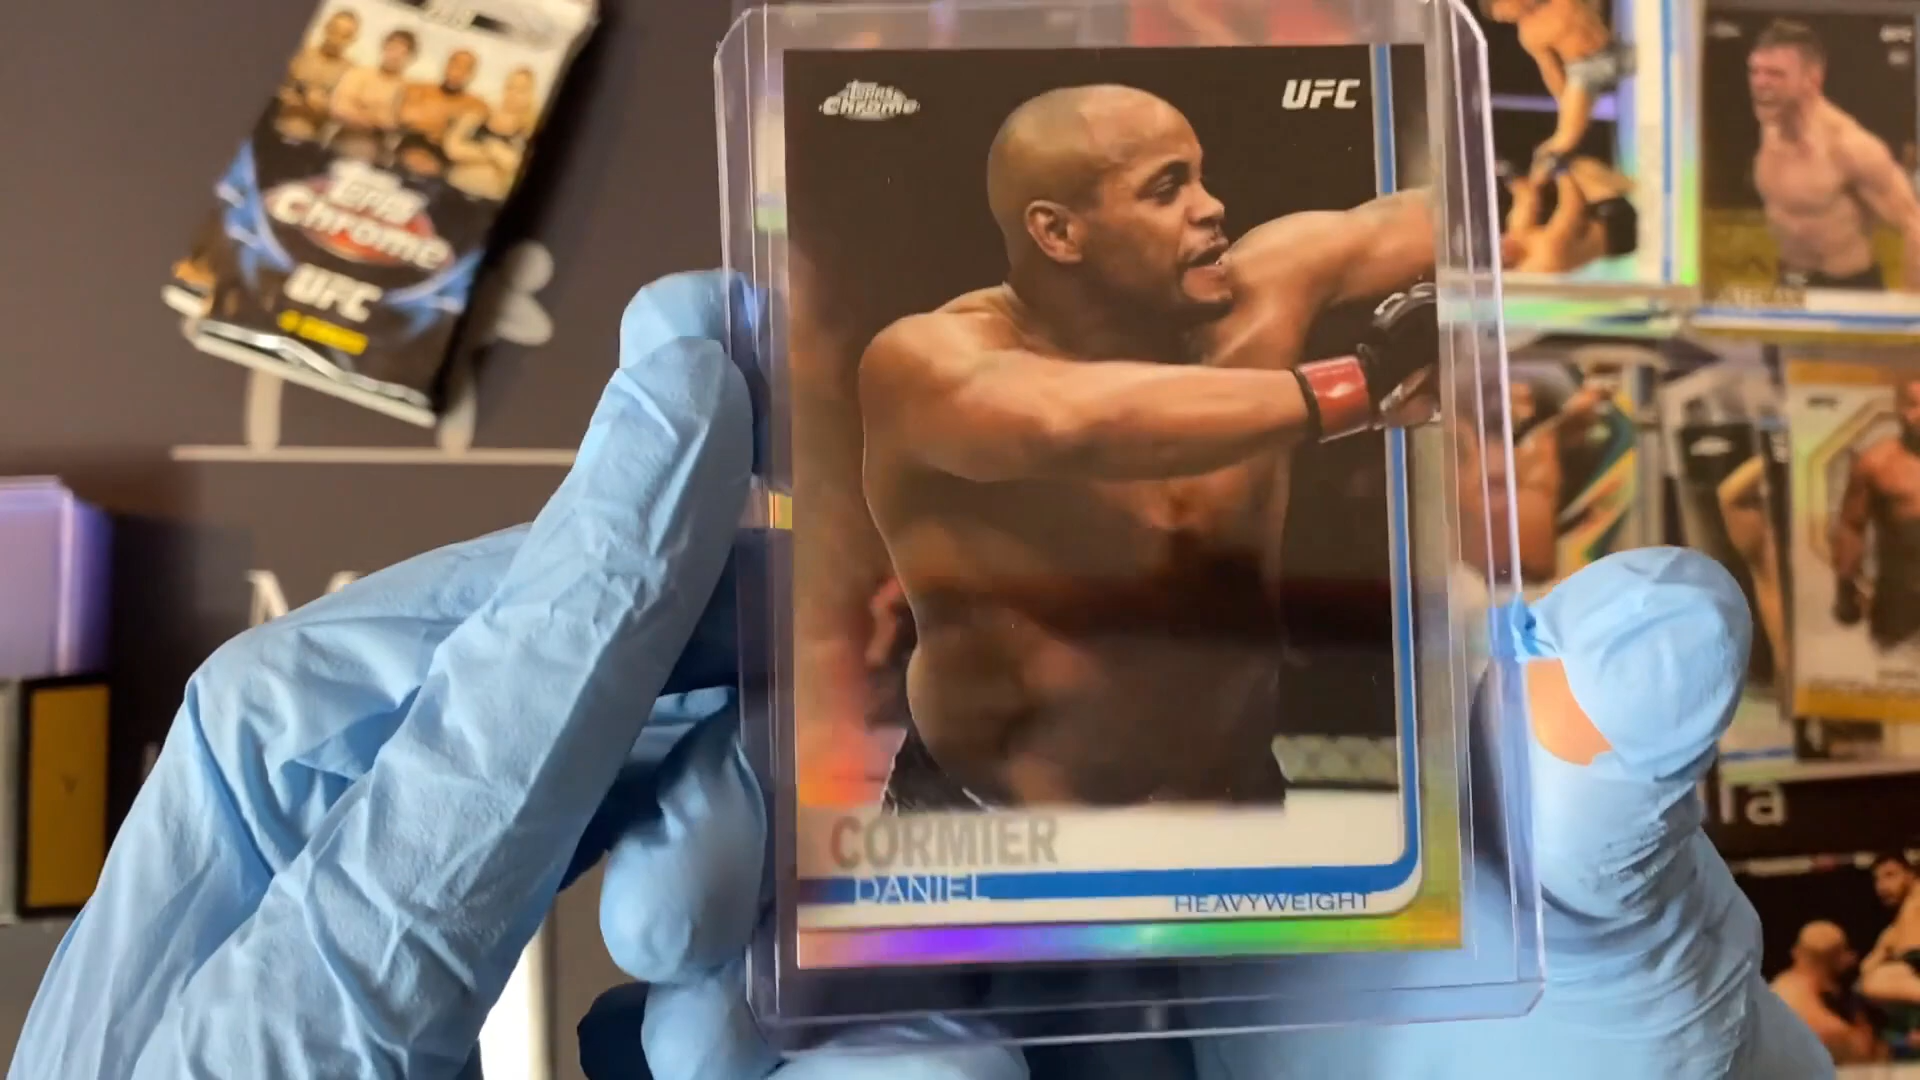 Topps
Chrome
UFC
Topps
Chrome
UFC
CORMIER
DANIEL
HEAVYWEIGHT